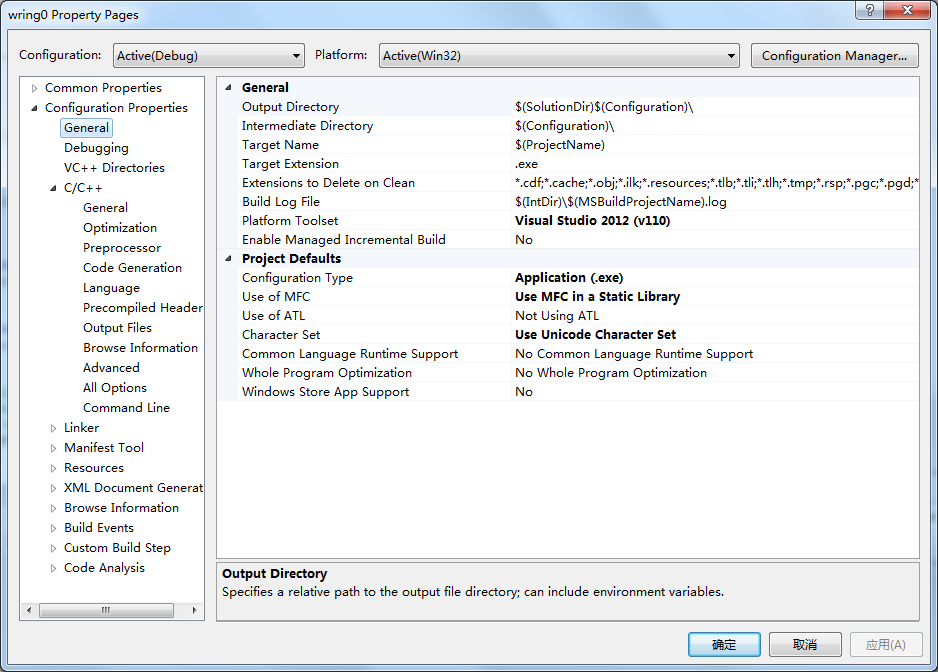 wring0 Property Pages
?
Configuration: Active(Debug) Platform: Active(Win32) Configuration Manager...
Common Properties
Configuration Properties
General
Debugging
VC++ Directories
C/C++
General
Optimization
Preprocessor
Code Generation
Language
Precompiled Header
Output Files
Browse Information
Advanced
All Options
Command Line
Linker
Manifest Tool
Resources
XML Document Generat
Browse Information
Build Events
Custom Build Step
Code Analysis
General
Output Directory $(SolutionDir)$(Configuration)\
Intermediate Directory $(Configuration)\
Target Name $(ProjectName)
Target Extension .exe
Extensions to Delete on Clean *.cdf;*.cache;*.obj;*.ilk;*.resources;*.tlb;*.tli;*.tlh;*.tmp;*.rsp;*.pgc;*.pgd;*
Build Log File $(IntDir)\$(MSBuildProjectName).log
Platform Toolset Visual Studio 2012 (v110)
Enable Managed Incremental Build No
Project Defaults
Configuration Type Application (.exe)
Use of MFC Use MFC in a Static Library
Use of ATL Not Using ATL
Character Set Use Unicode Character Set
Common Language Runtime Support No Common Language Runtime Support
Whole Program Optimization No Whole Program Optimization
Windows Store App Support No
Output Directory
Specifies a relative path to the output file directory; can include environment variables.
确定 取消 应用(A)